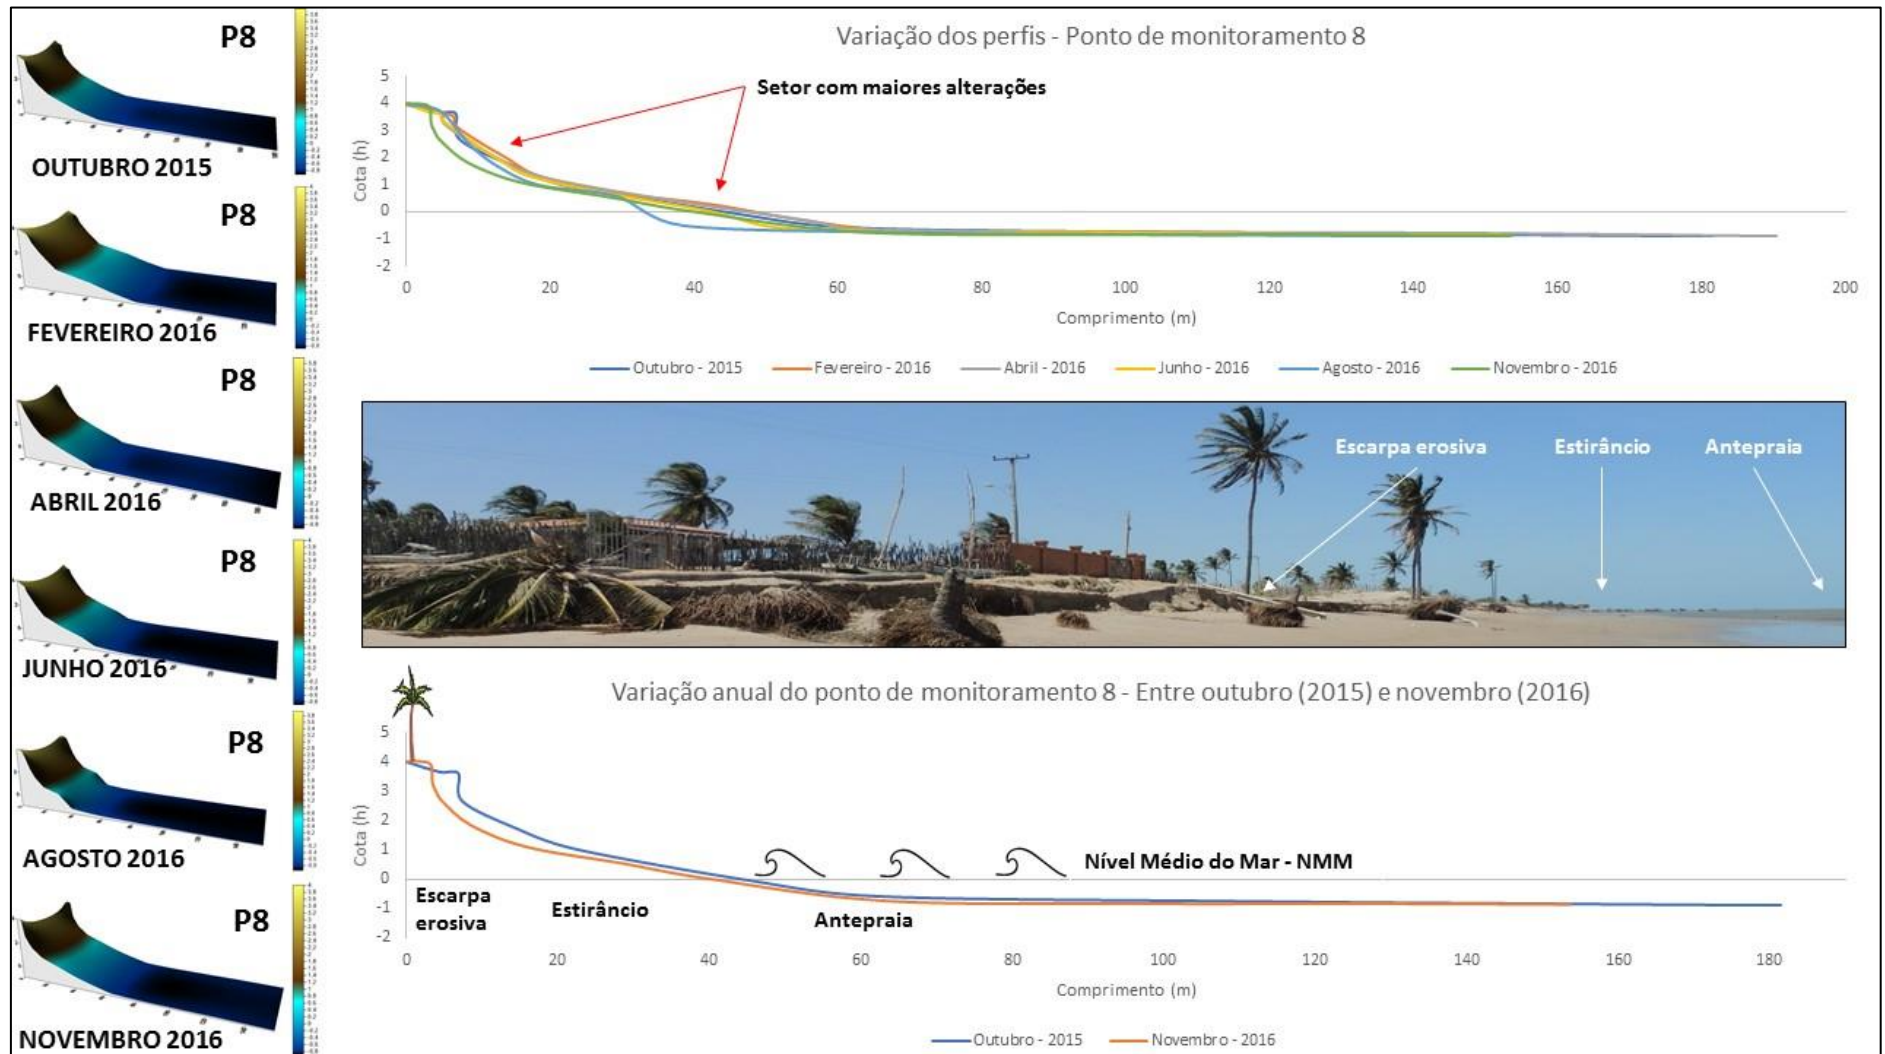 P8
OUTUBRO 2015
P8
FEVEREIRO 2016
P8
ABRIL 2016
P8
JUNHO 2016
P8
AGOSTO 2016
P8
NOVEMBRO 2016
Variação dos perfis - Ponto de monitoramento 8
Setor com maiores alterações
Cota (h)
5
4
3
2
1
0
-1
-2
0 20 40 60 80 100 120 140 160 180 200
Comprimento (m)
Outubro - 2015 Fevereiro - 2016 Abril - 2016 Junho - 2016 Agosto - 2016 Novembro - 2016
Escarpa erosiva Estirâncio Antepraia
Variação anual do ponto de monitoramento 8 - Entre outubro (2015) e novembro (2016)
Cota (h)
5
4
3
2
1
0
-1
-2
Nível Médio do Mar - NMM
Escarpa
erosiva
Estirâncio
Antepraia
0 20 40 60 80 100 120 140 160 180
Comprimento (m)
Outubro - 2015 Novembro - 2016